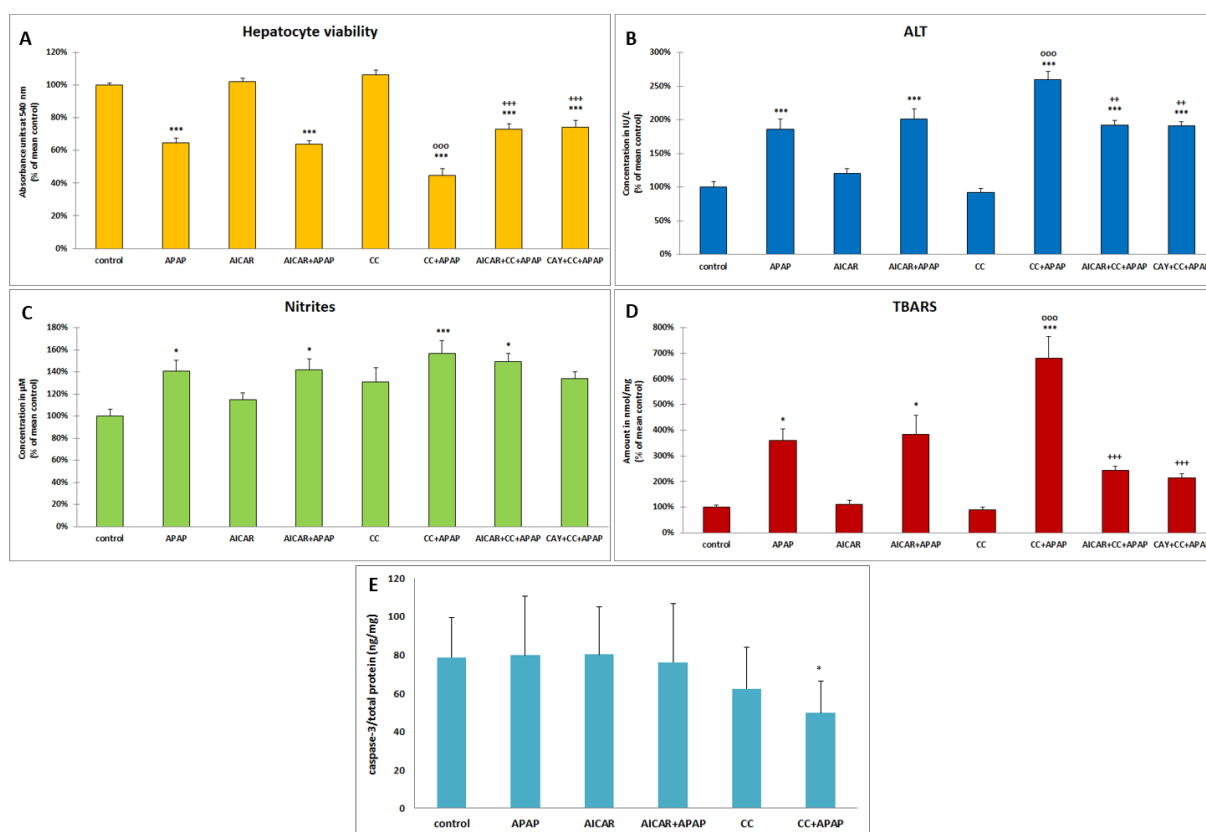 A
Hepatocyte viability
Absorbance units at 540 nm
(% of mean control)
120%
100%
80%
60%
40%
20%
0%
***
***
ooo
***
+++
***
+++
***
control APAP AICAR AICAR+APAP CC CC+APAP AICAR+CC+APAP CAY+CC+APAP
B
ALT
Concentration in IU/L
(% of mean control)
300%
250%
200%
150%
100%
50%
0%
***
***
ooo
***
++
***
++
***
control APAP AICAR AICAR+APAP CC CC+APAP AICAR+CC+APAP CAY+CC+APAP
C
Nitrites
Concentration in µM
(% of mean control)
180%
160%
140%
120%
100%
80%
60%
40%
20%
0%
*
*
***
*
control APAP AICAR AICAR+APAP CC CC+APAP AICAR+CC+APAP CAY+CC+APAP
D
TBARS
Amount in nmol/mg
(% of mean control)
800%
700%
600%
500%
400%
300%
200%
100%
0%
*
*
ooo
***
+++
+++
control APAP AICAR AICAR+APAP CC CC+APAP AICAR+CC+APAP CAY+CC+APAP
E
caspase-3/total protein (ng/mg)
120
100
80
60
40
20
0
*
control APAP AICAR AICAR+APAP CC CC+APAP